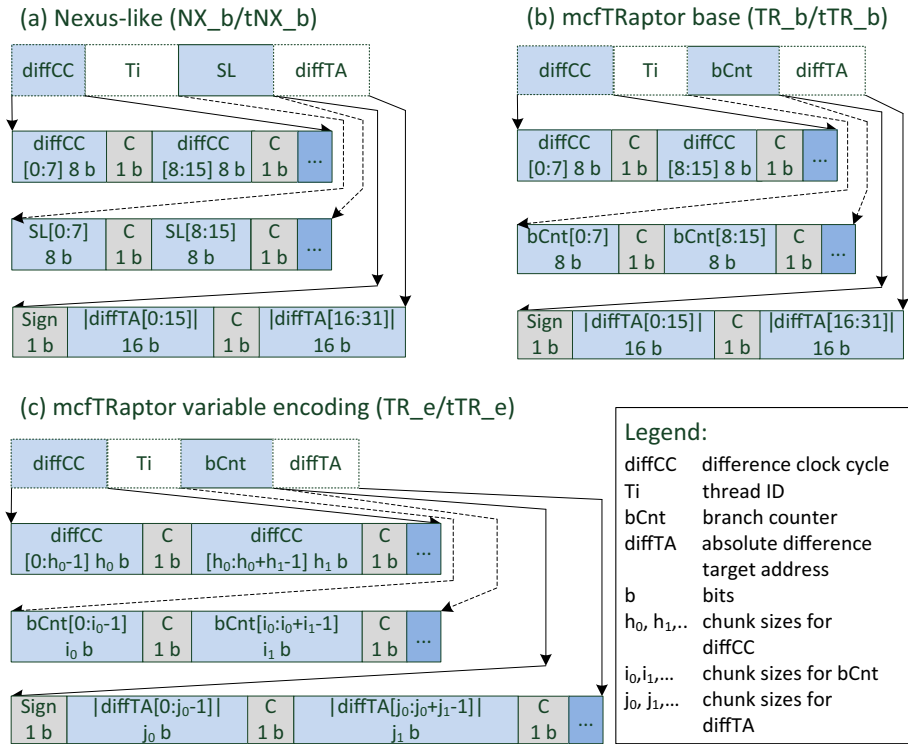 (a) Nexus-like (NX_b/tNX_b)
diffCC Ti SL diffTA
diffCC C diffCC C ...
[0:7] 8 b 1 b [8:15] 8 b 1 b
SL[0:7] C SL[8:15] C ...
8 b 1 b 8 b 1 b
Sign |diffTA[0:15]| C |diffTA[16:31]|
1 b 16 b 1 b 16 b
(b) mcfTRaptor base (TR_b/tTR_b)
diffCC Ti bCnt diffTA
diffCC C diffCC C ...
[0:7] 8 b 1 b [8:15] 8 b 1 b
bCnt[0:7] C bCnt[8:15] C ...
8 b 1 b 8 b 1 b
Sign |diffTA[0:15]| C |diffTA[16:31]|
1 b 16 b 1 b 16 b
(c) mcfTRaptor variable encoding (TR_e/tTR_e)
diffCC Ti bCnt diffTA
diffCC C diffCC C ...
[0:h₀-1] h₀ b 1 b [h₀:h₀+h₁-1] h₁ b 1 b
bCnt[0:i₀-1] C bCnt[i₀:i₀+i₁-1] C ...
i₀ b 1 b i₁ b 1 b
Sign |diffTA[0:j₀-1]| C |diffTA[j₀:j₀+j₁-1]| C ...
1 b j₀ b 1 b j₁ b 1 b
Legend:
diffCC difference clock cycle
Ti thread ID
bCnt branch counter
diffTA absolute difference
target address
b bits
h₀, h₁,.. chunk sizes for
diffCC
i₀,i₁,... chunk sizes for bCnt
j₀, j₁,... chunk sizes for
diffTA